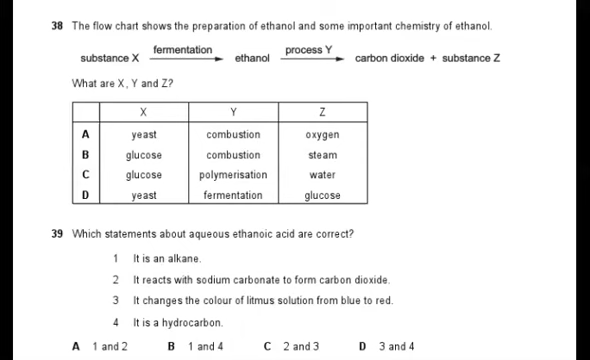 38 The flow chart shows the preparation of ethanol and some important chemistry of ethanol.
fermentation process Y
substance X ethanol carbon dioxide + substance Z
What are X, Y and Z?
X Y Z
A yeast combustion oxygen
B glucose combustion steam
C glucose polymerisation water
D yeast fermentation glucose
39 Which statements about aqueous ethanoic acid are correct?
1 It is an alkane.
2 It reacts with sodium carbonate to form carbon dioxide.
3 It changes the colour of litmus solution from blue to red.
4 It is a hydrocarbon.
A 1 and 2 B 1 and 4 C 2 and 3 D 3 and 4